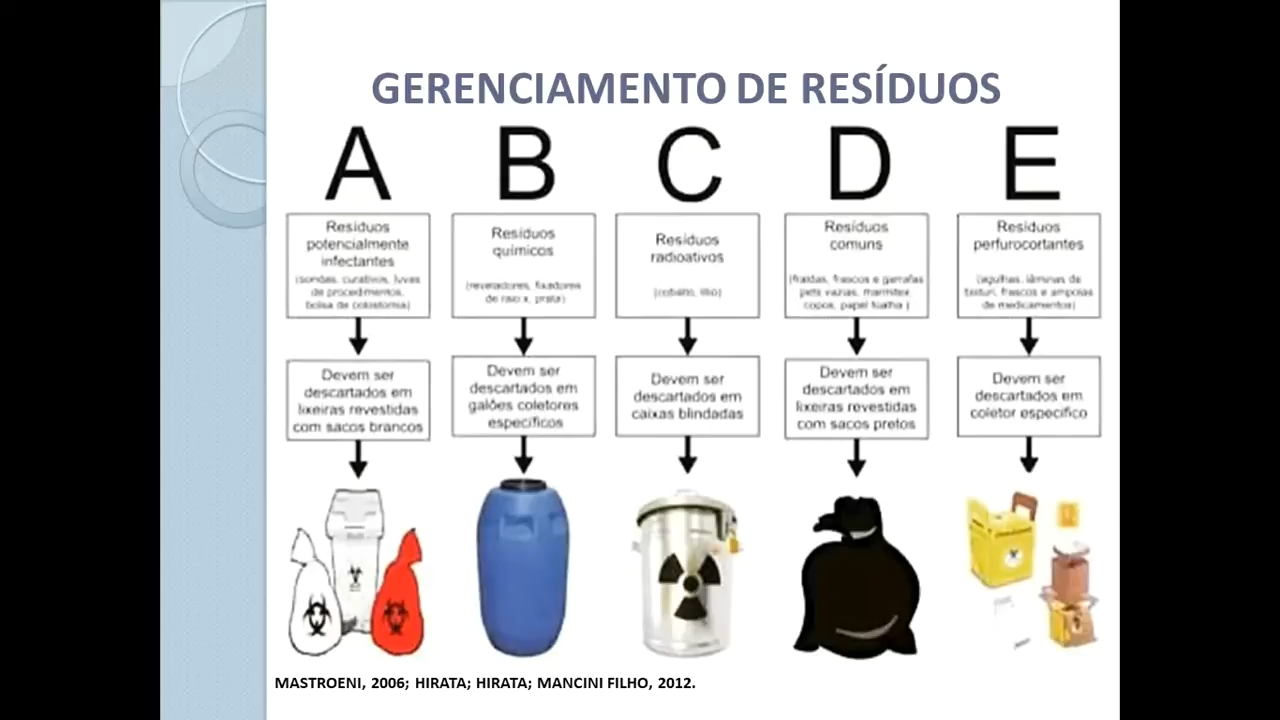 GERENCIAMENTO DE RESÍDUOS
A B C D E
Resíduos
potencialmente
infectantes
(sondas, curativos, luvas
de procedimentos,
bolsa de colostomia)
Resíduos
químicos
(reveladores, fixadores
de raio x, prata)
Resíduos
radioativos
(cobalto, lítio)
Resíduos
comuns
(fraldas, frascos e garrafas
pets vazias, marmitex,
copos, papel toalha )
Resíduos
perfurocortantes
(agulhas, lâminas de
bisturi, frascos e ampolas
de medicamentos)
Devem ser
descartados em
lixeiras revestidas
com sacos brancos
Devem ser
descartados em
galões coletores
específicos
Devem ser
descartados em
caixas blindadas
Devem ser
descartados em
lixeiras revestidas
com sacos pretos
Devem ser
descartados em
coletor específico
MASTROENI, 2006; HIRATA; HIRATA; MANCINI FILHO, 2012.